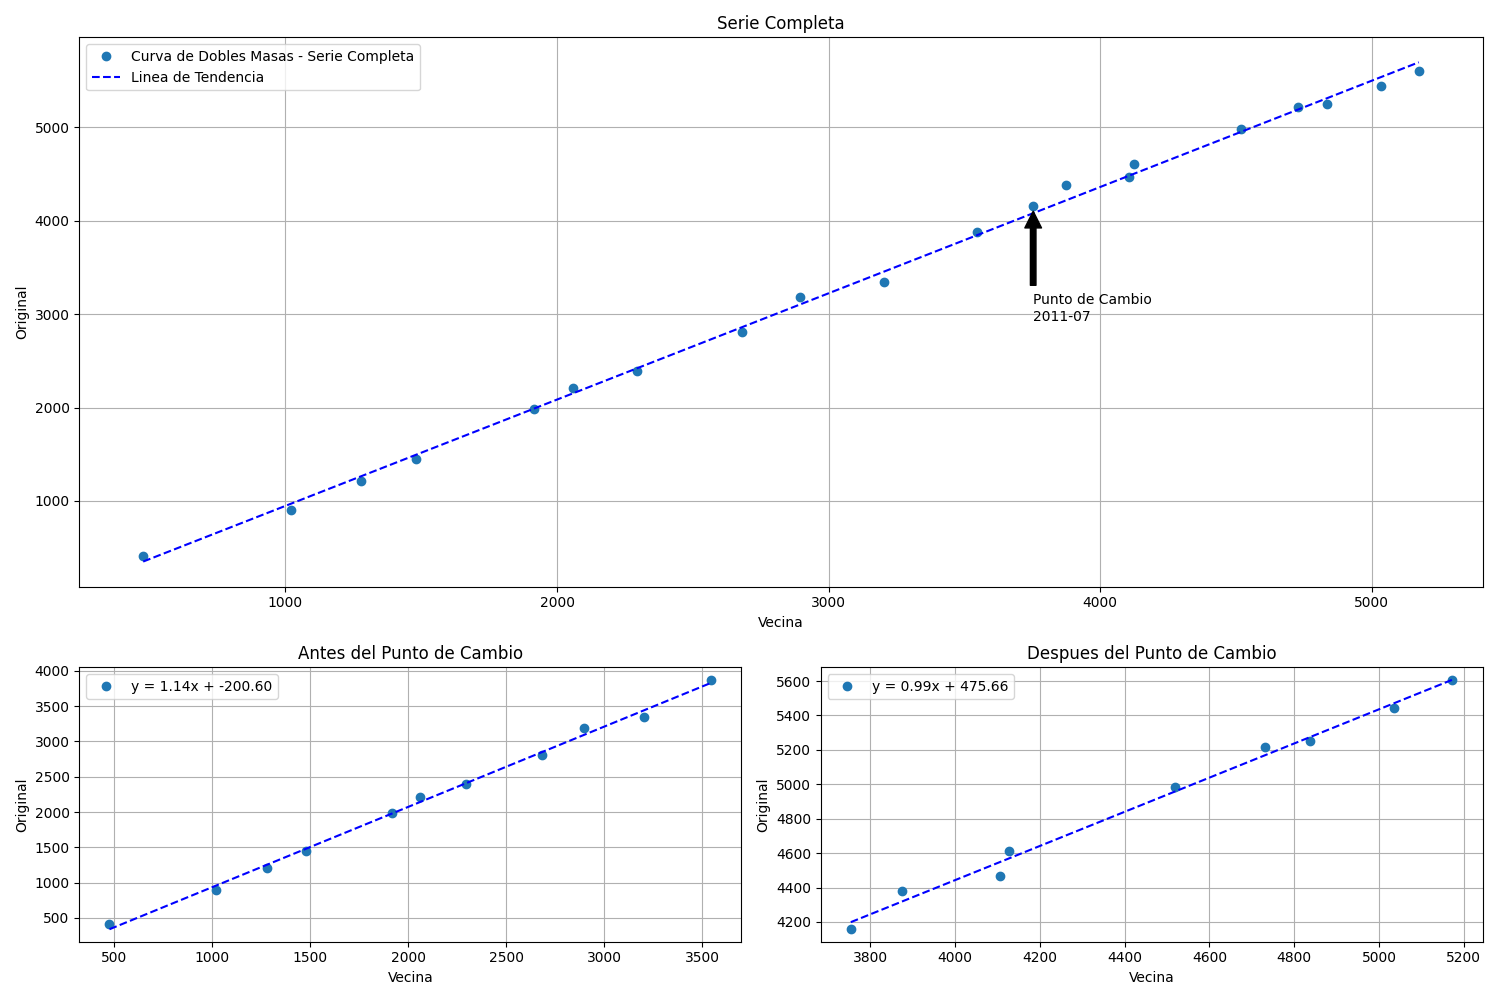 Serie Completa
Curva de Dobles Masas - Serie Completa
Linea de Tendencia
5000
4000
3000
2000
1000
Original
Punto de Cambio
2011-07
1000 2000 3000 4000 5000
Vecina
Antes del Punto de Cambio
y = 1.14x + -200.60
4000
3500
3000
2500
2000
1500
1000
500
Original
500 1000 1500 2000 2500 3000 3500
Vecina
Despues del Punto de Cambio
y = 0.99x + 475.66
5600
5400
5200
5000
4800
4600
4400
4200
Original
3800 4000 4200 4400 4600 4800 5000 5200
Vecina